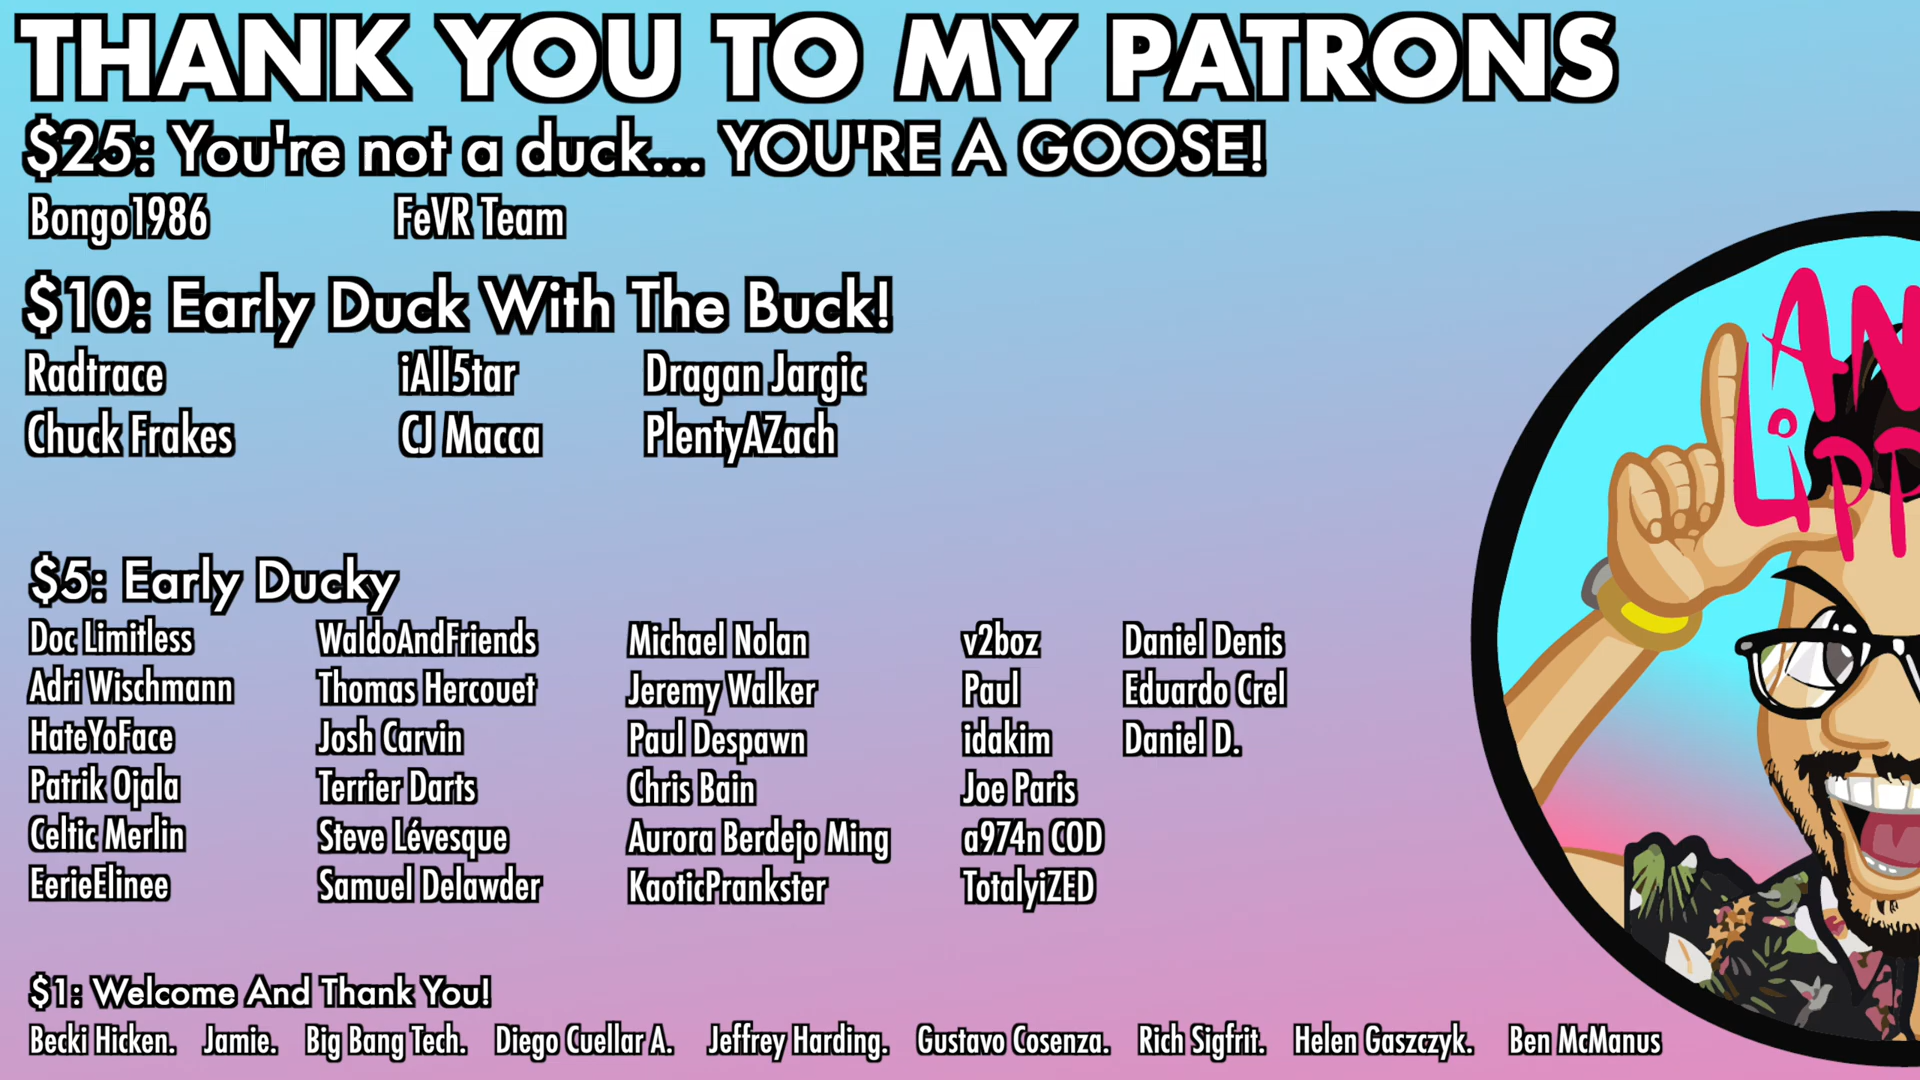 THANK YOU TO MY PATRONS
$25: You're not a duck... YOU'RE A GOOSE!
Bongo1986 FeVR Team
$10: Early Duck With The Buck!
Radtrace iAll5tar Dragan Jargic
Chuck Frakes CJ Macca PlentyAZach
$5: Early Ducky
Doc Limitless WaldoAndFriends Michael Nolan v2boz Daniel Denis
Adri Wischmann Thomas Hercouet Jeremy Walker Paul Eduardo Crel
HateYoFace Josh Carvin Paul Despawn idakim Daniel D.
Patrik Ojala Terrier Darts Chris Bain Joe Paris
Celtic Merlin Steve Lévesque Aurora Berdejo Ming a974n COD
EerieElinee Samuel Delawder KaoticPrankster TotalyiZED
$1: Welcome And Thank You!
Becki Hicken. Jamie. Big Bang Tech. Diego Cuellar A. Jeffrey Harding. Gustavo Cosenza. Rich Sigfrit. Helen Gaszczyk. Ben McManus